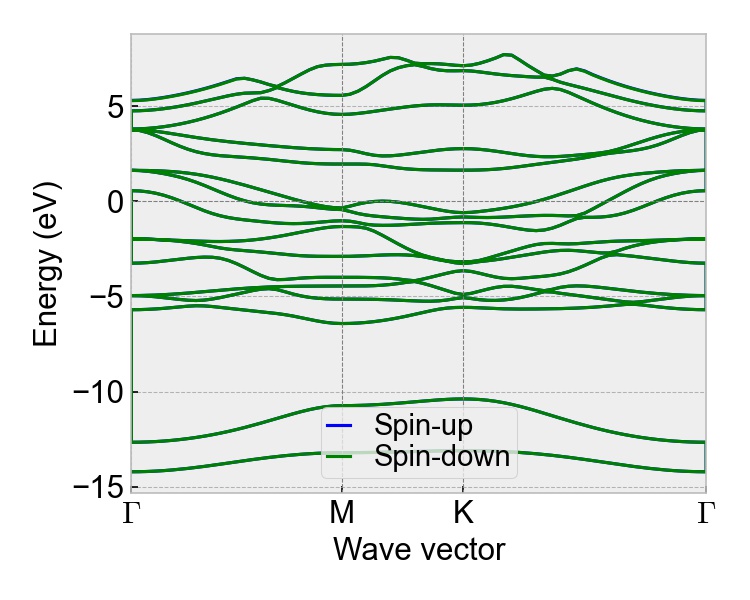 Energy (eV)
5
0
−5
−10
−15
Spin-up
Spin-down
Γ M K Γ
Wave vector